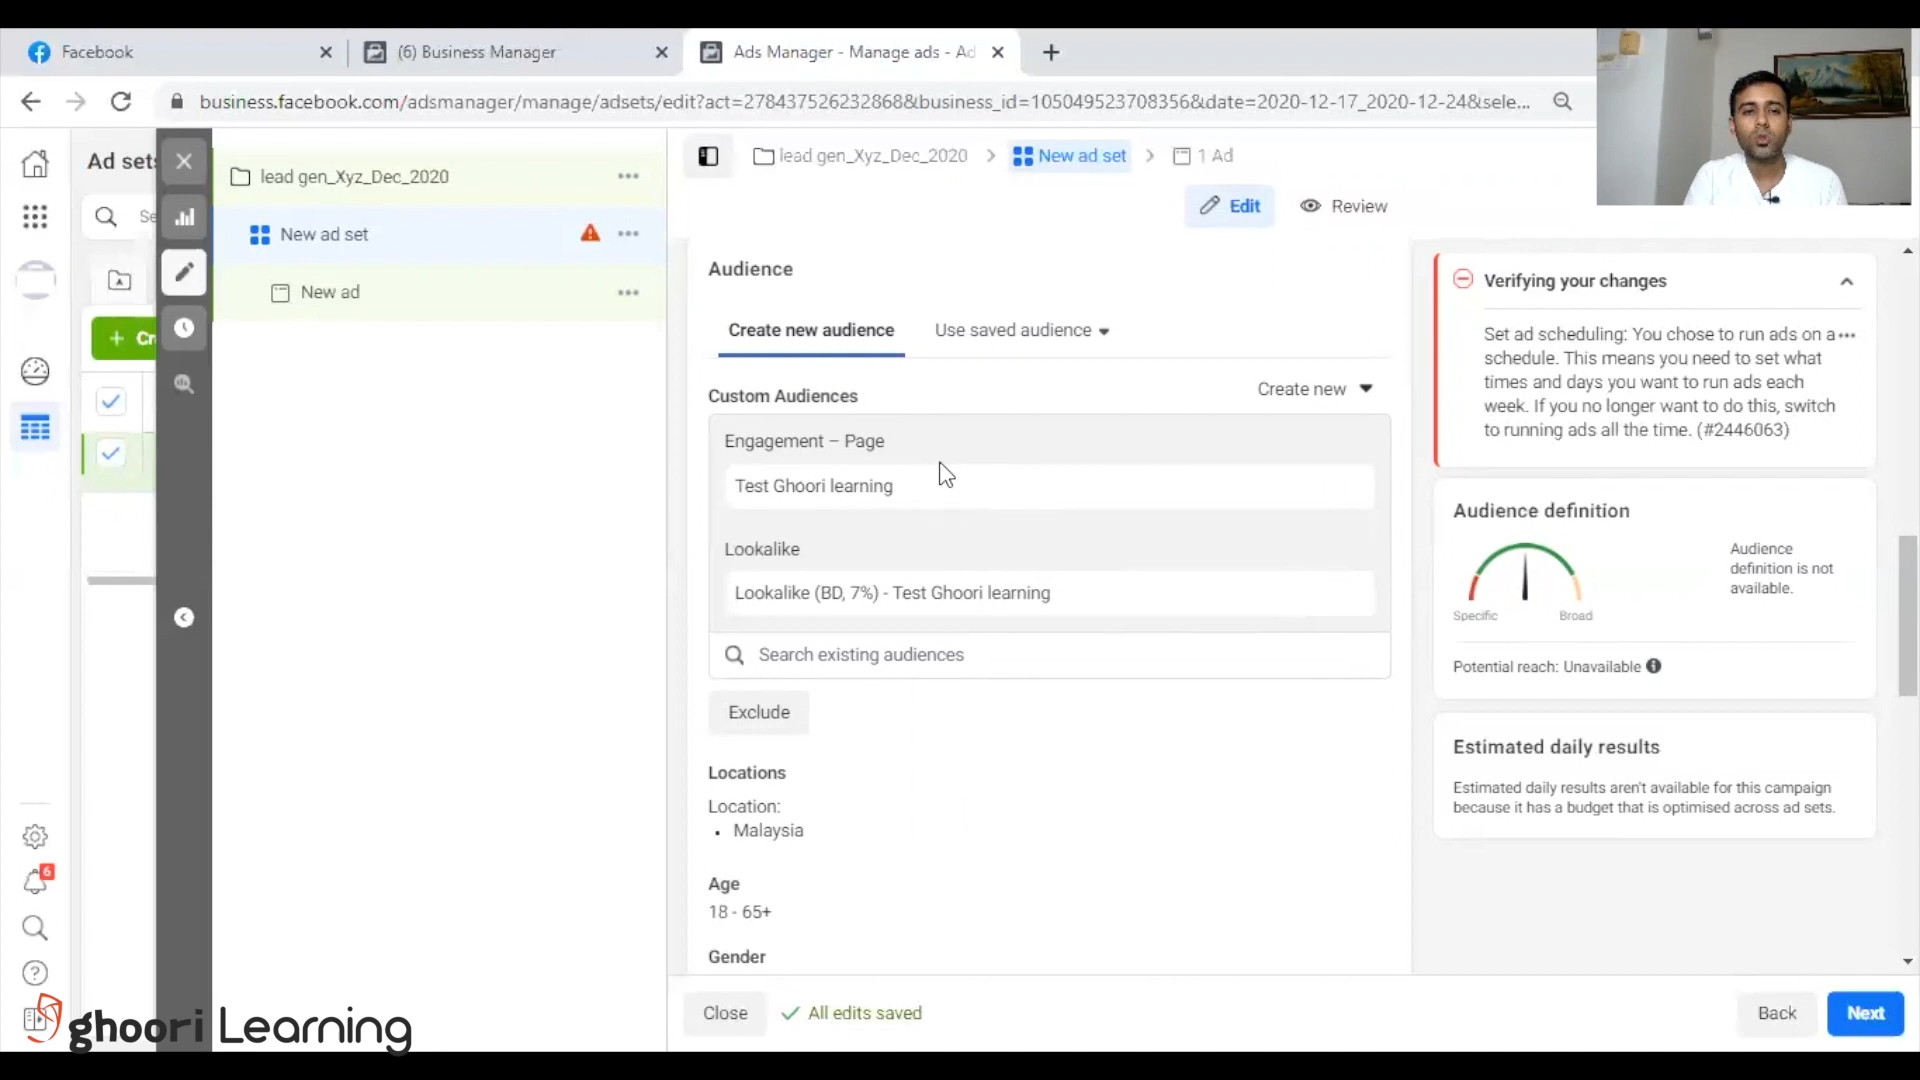 Facebook
(6) Business Manager
Ads Manager - Manage ads - Ad
business.facebook.com/adsmanager/manage/adsets/edit?act=278437526232868&business_id=105049523708356&date=2020-12-17_2020-12-24&sele...
Ad sets
Se
Cr
lead gen_Xyz_Dec_2020
New ad set
New ad
lead gen_Xyz_Dec_2020
New ad set
1 Ad
Edit
Review
Audience
Create new audience
Use saved audience
Custom Audiences
Create new
Engagement – Page
Test Ghoori learning
Lookalike
Lookalike (BD, 7%) - Test Ghoori learning
Search existing audiences
Exclude
Locations
Location:
• Malaysia
Age
18 - 65+
Gender
Verifying your changes
Set ad scheduling: You chose to run ads on a
schedule. This means you need to set what
times and days you want to run ads each
week. If you no longer want to do this, switch
to running ads all the time. (#2446063)
Audience definition
Audience
definition is not
available.
Specific
Broad
Potential reach: Unavailable
Estimated daily results
Estimated daily results aren't available for this campaign
because it has a budget that is optimised across ad sets.
6
Close
All edits saved
Back
Next
ghoori Learning